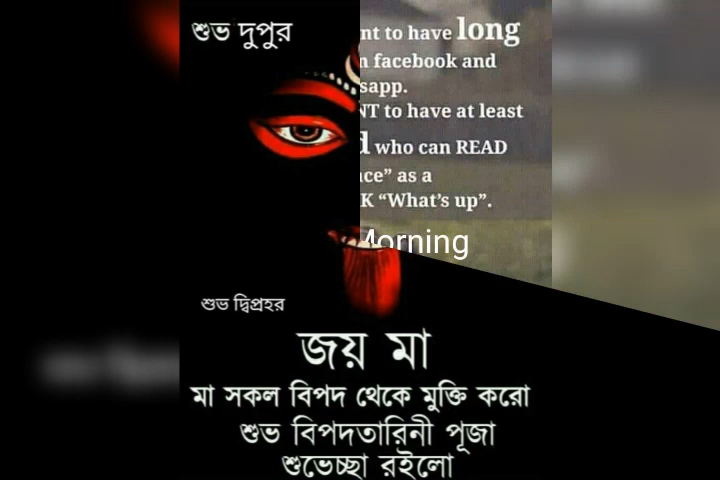 শুভ দুপুর
nt to have long
n facebook and
sapp.
NT to have at least
d who can READ
ce” as a
K “What’s up”.
Morning
শুভ দ্বিপ্রহর
জয় মা
মা সকল বিপদ থেকে মুক্তি করো
শুভ বিপদতারিনী পূজা
শুভেচ্ছা রইলো